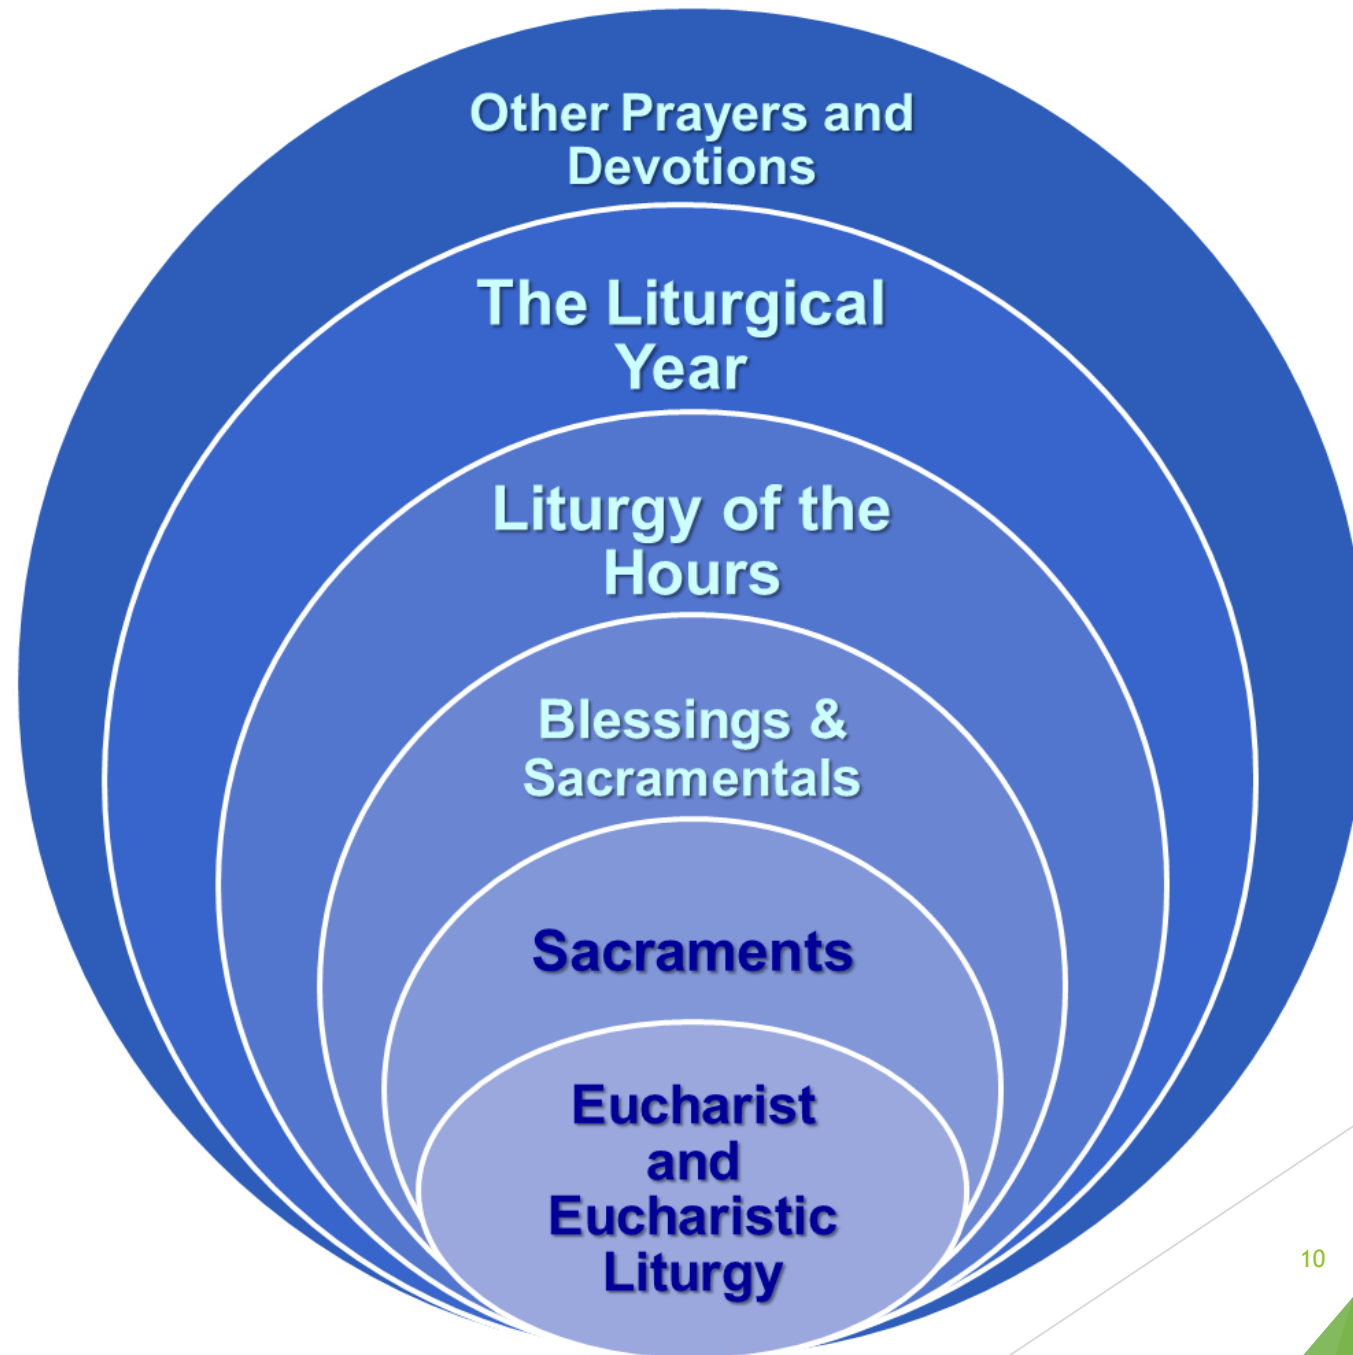 Other Prayers and
Devotions
The Liturgical
Year
Liturgy of the
Hours
Blessings &
Sacramentals
Sacraments
Eucharist
and
Eucharistic
Liturgy
10